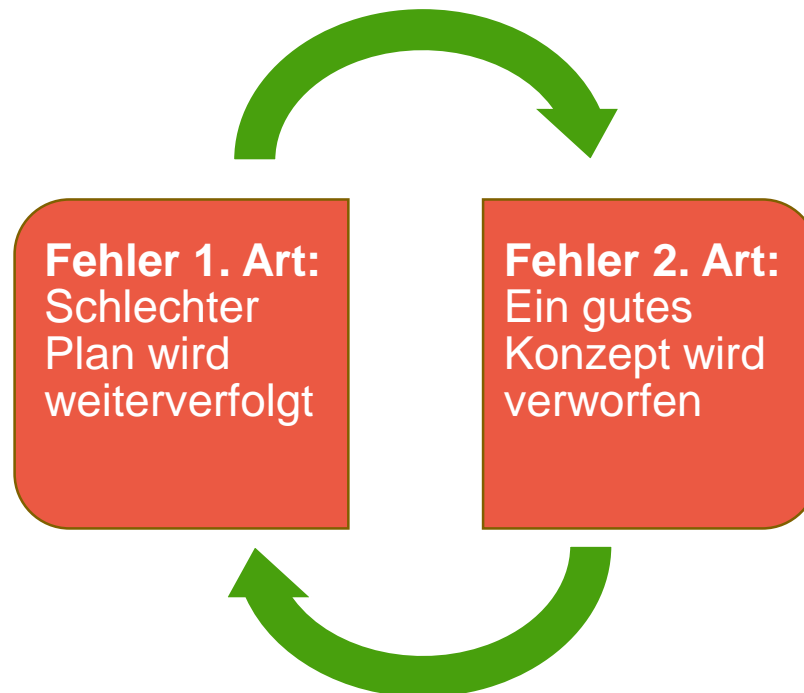 Fehler 1. Art:
Schlechter
Plan wird
weiterverfolgt
Fehler 2. Art:
Ein gutes
Konzept wird
verworfen